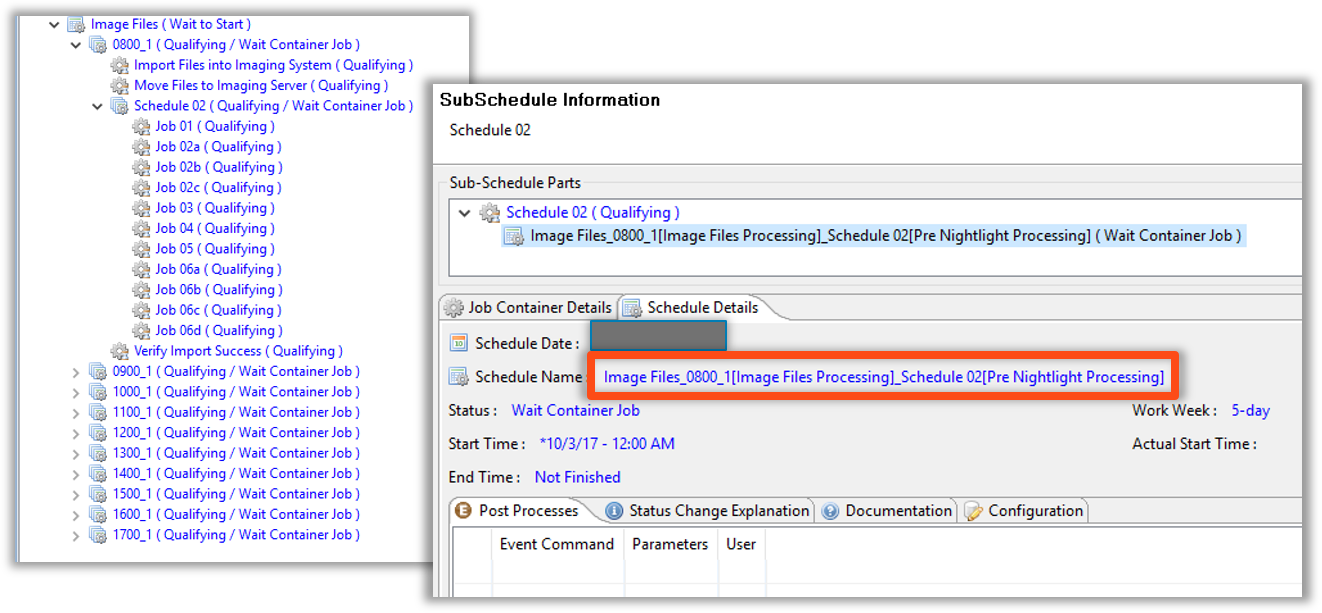 Image Files ( Wait to Start )
0800_1 ( Qualifying / Wait Container Job )
Import Files into Imaging System ( Qualifying )
Move Files to Imaging Server ( Qualifying )
Schedule 02 ( Qualifying / Wait Container Job )
Job 01 ( Qualifying )
Job 02a ( Qualifying )
Job 02b ( Qualifying )
Job 02c ( Qualifying )
Job 03 ( Qualifying )
Job 04 ( Qualifying )
Job 05 ( Qualifying )
Job 06a ( Qualifying )
Job 06b ( Qualifying )
Job 06c ( Qualifying )
Job 06d ( Qualifying )
Verify Import Success ( Qualifying )
0900_1 ( Qualifying / Wait Container Job )
1000_1 ( Qualifying / Wait Container Job )
1100_1 ( Qualifying / Wait Container Job )
1200_1 ( Qualifying / Wait Container Job )
1300_1 ( Qualifying / Wait Container Job )
1400_1 ( Qualifying / Wait Container Job )
1500_1 ( Qualifying / Wait Container Job )
1600_1 ( Qualifying / Wait Container Job )
1700_1 ( Qualifying / Wait Container Job )
SubSchedule Information
Schedule 02
Sub-Schedule Parts
Schedule 02 ( Qualifying )
Image Files_0800_1[Image Files Processing]_Schedule 02[Pre Nightlight Processing] ( Wait Container Job )
Job Container Details Schedule Details
10 Schedule Date :
Schedule Name : Image Files_0800_1[Image Files Processing]_Schedule 02[Pre Nightlight Processing]
Status : Wait Container Job Work Week : 5-day
Start Time : *10/3/17 - 12:00 AM Actual Start Time :
End Time : Not Finished
E Post Processes i Status Change Explanation ? Documentation Configuration
Event Command Parameters User